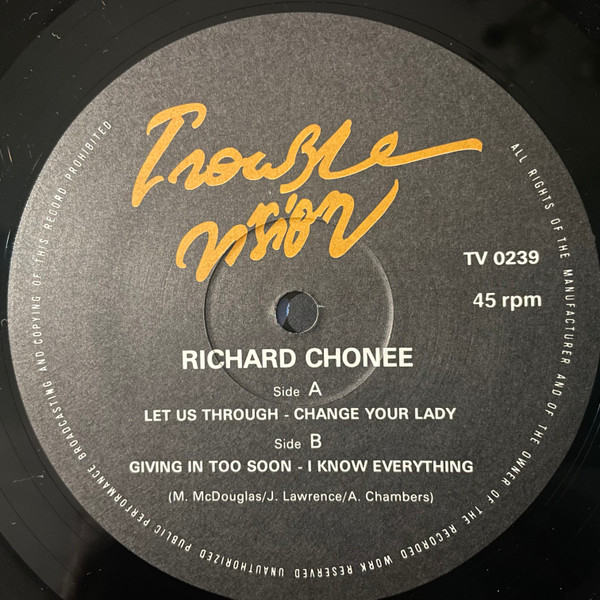 Trouble
vision
TV 0239
45 rpm
RICHARD CHONEE
Side A
LET US THROUGH - CHANGE YOUR LADY
Side B
GIVING IN TOO SOON - I KNOW EVERYTHING
(M. McDouglas/J. Lawrence/A. Chambers)
ALL RIGHTS OF THE MANUFACTURER AND OF THE OWNER OF THE RECORDED WORK RESERVED UNAUTHORIZED PUBLIC PERFORMANCE BROADCASTING AND COPYING OF THIS RECORD PROHIBITED